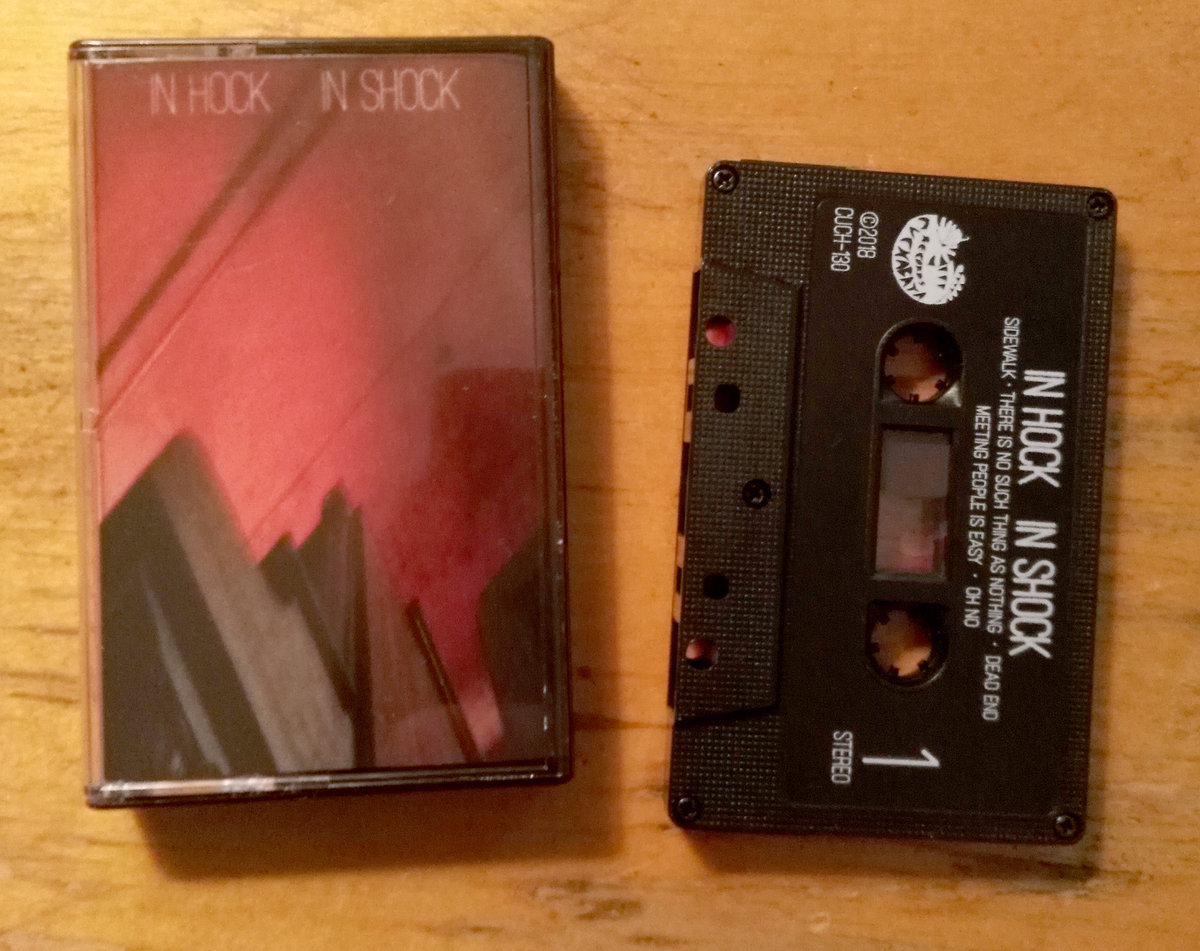 IN HOCK IN SHOCK
IN HOCK IN SHOCK
SIDEWALK · THERE IS NO SUCH THING AS NOTHING · DEAD END
MEETING PEOPLE IS EASY · OH NO
©2018
CUCH-130
1
STEREO